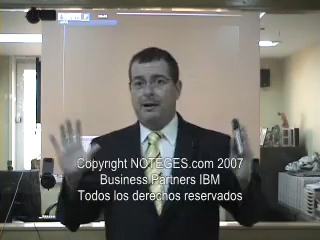 Copyright NOTEGES.com 2007
Business Partners IBM
Todos los derechos reservados